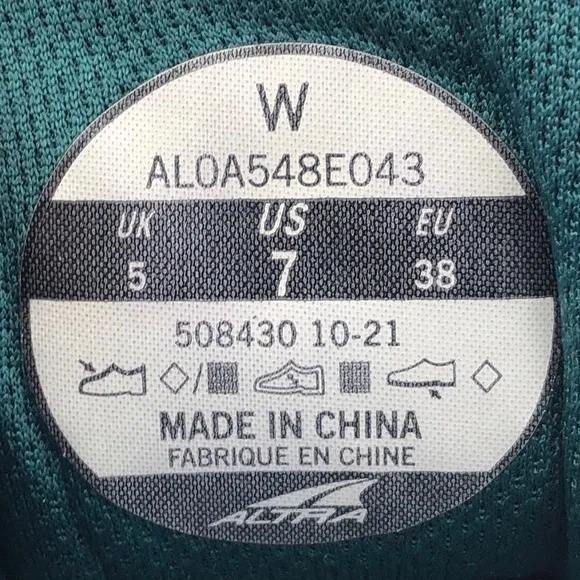 W
AL0A548E043
UK US EU
5 7 38
508430 10-21
/
MADE IN CHINA
FABRIQUE EN CHINE
ALTRA